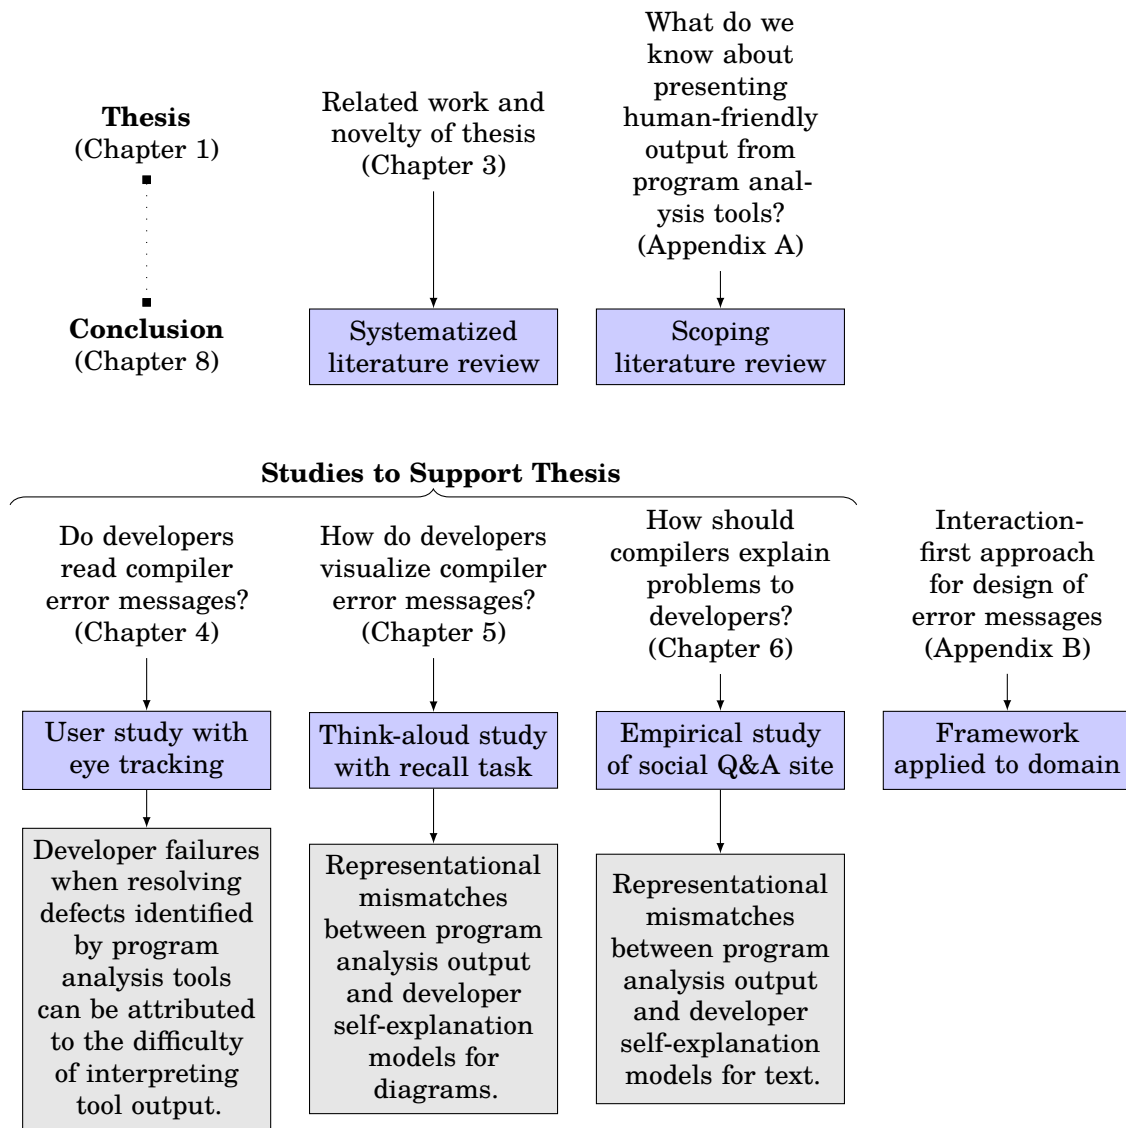 Thesis
(Chapter 1)
Conclusion
(Chapter 8)
Related work and
novelty of thesis
(Chapter 3)
Systematized
literature review
What do we
know about
presenting
human-friendly
output from
program anal-
ysis tools?
(Appendix A)
Scoping
literature review
Studies to Support Thesis
Do developers
read compiler
error messages?
(Chapter 4)
User study with
eye tracking
Developer failures
when resolving
defects identified
by program
analysis tools
can be attributed
to the difficulty
of interpreting
tool output.
How do developers
visualize compiler
error messages?
(Chapter 5)
Think-aloud study
with recall task
Representational
mismatches
between program
analysis output
and developer
self-explanation
models for
diagrams.
How should
compilers explain
problems to
developers?
(Chapter 6)
Empirical study
of social Q&A site
Representational
mismatches
between program
analysis output
and developer
self-explanation
models for text.
Interaction-
first approach
for design of
error messages
(Appendix B)
Framework
applied to domain